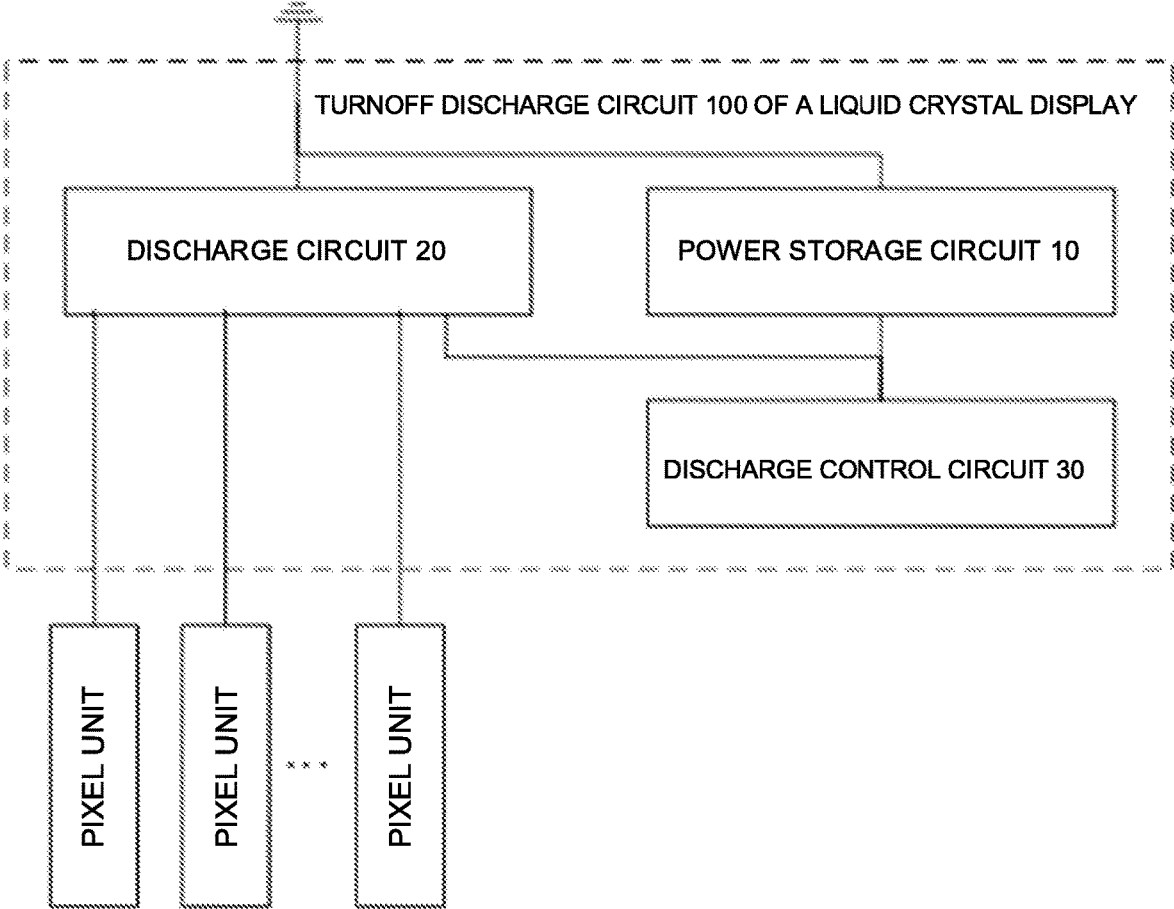 TURNOFF DISCHARGE CIRCUIT 100 OF A LIQUID CRYSTAL DISPLAY
DISCHARGE CIRCUIT 20
POWER STORAGE CIRCUIT 10
DISCHARGE CONTROL CIRCUIT 30
PIXEL UNIT
PIXEL UNIT
...
PIXEL UNIT